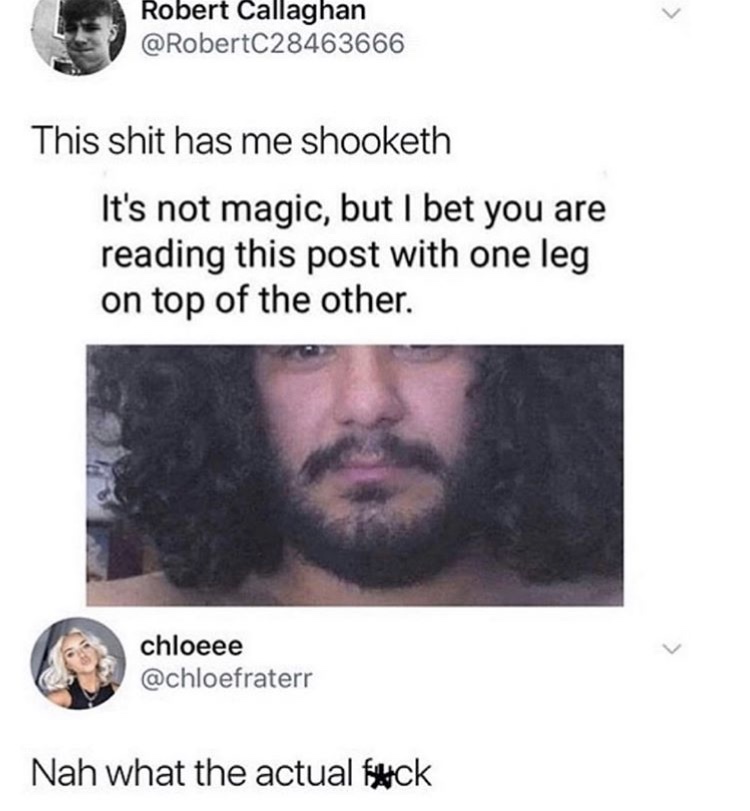 Robert Callaghan
@RobertC28463666
This shit has me shooketh
It's not magic, but I bet you are
reading this post with one leg
on top of the other.
chloeee
@chloefraterr
Nah what the actual f*ck